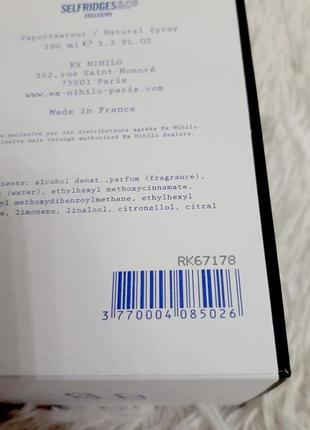 SELFRIDGES&CO
EXCLUSIVE
Vaporisateur / Natural Spray
100 ml e 3.3 fl.oz
EX NIHILO
352, rue Saint-Honoré
75001 Paris
www.ex-nihilo-paris.com
Made in France
exclusive par les distributeurs agréés Ex Nihilo.
sale through authorized Ex Nihilo dealers.
ients: alcohol denat., parfum (fragrance),
(water), ethylhexyl methoxycinnamate,
yl methoxydibenzoylmethane, ethylhexyl
e, limonene, linalool, citronellol, citral
RK67178
3 770004 085026